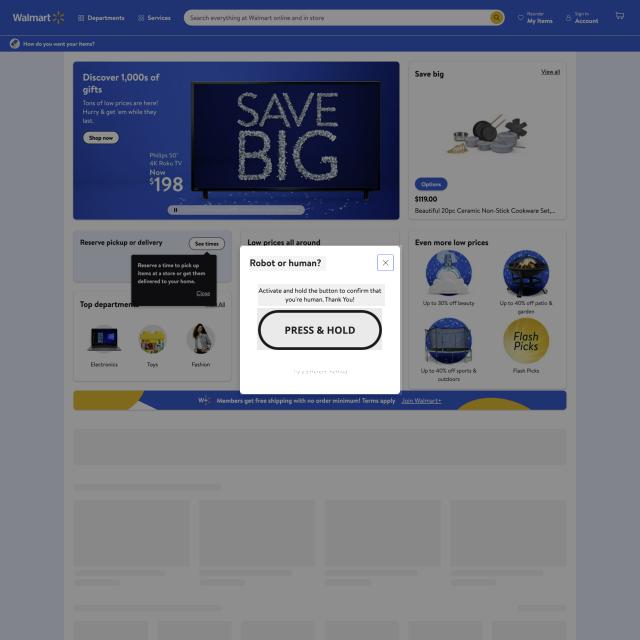 Walmart
Departments
Services
Search everything at Walmart online and in store
Reorder
My Items
Sign In
Account
How do you want your items?
Discover 1,000s of
gifts
Tons of low prices are here!
Hurry & get 'em while they
last.
Shop now
Philips 50"
4K Roku TV
Now
$198
SAVE
BIG
Save big
View all
Options
$119.00
Beautiful 20pc Ceramic Non-Stick Cookware Set,...
Reserve pickup or delivery
See times
Reserve a time to pick up
items at a store or get them
delivered to your home.
Close
Low prices all around
Even more low prices
Up to 30% off beauty
Up to 40% off patio &
garden
Up to 40% off sports &
outdoors
Flash
Picks
Flash Picks
Top departments
All
Electronics
Toys
Fashion
Robot or human?
Activate and hold the button to confirm that
you're human. Thank You!
PRESS & HOLD
Members get free shipping with no order minimum! Terms apply
Join Walmart+